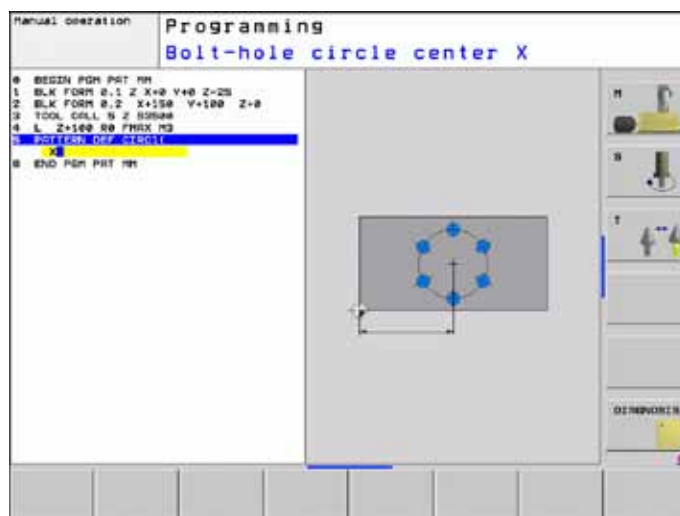 Manual operation
Programming
Bolt-hole circle center X
0 BEGIN PGM PAT MM
1 BLK FORM 0.1 Z X+0 Y+0 Z-25
2 BLK FORM 0.2 X+150 Y+100 Z+0
3 TOOL CALL 5 Z S3500
4 L Z+100 R0 FMAX M3
5 PATTERN DEF CIRC1(
X
6 END PGM PAT MM
M
S
T
DIAGNOSIS